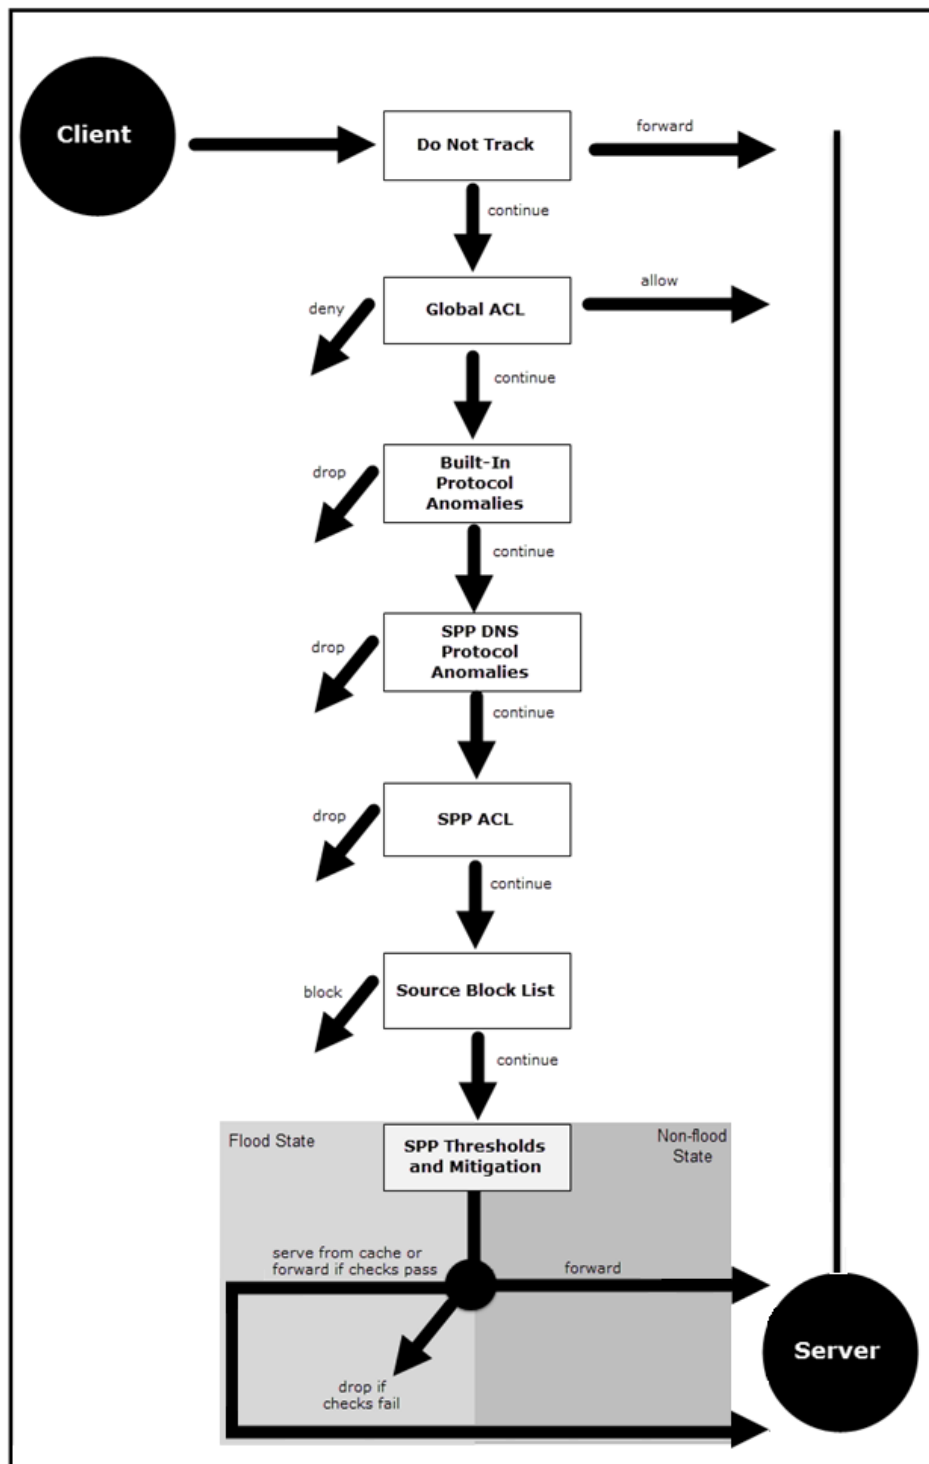 Client
Do Not Track
forward
continue
deny
Global ACL
allow
continue
drop
Built-In
Protocol
Anomalies
continue
drop
SPP DNS
Protocol
Anomalies
continue
drop
SPP ACL
continue
block
Source Block List
continue
Flood State
SPP Thresholds
and Mitigation
Non-flood
State
serve from cache or
forward if checks pass
forward
Server
drop if
checks fail